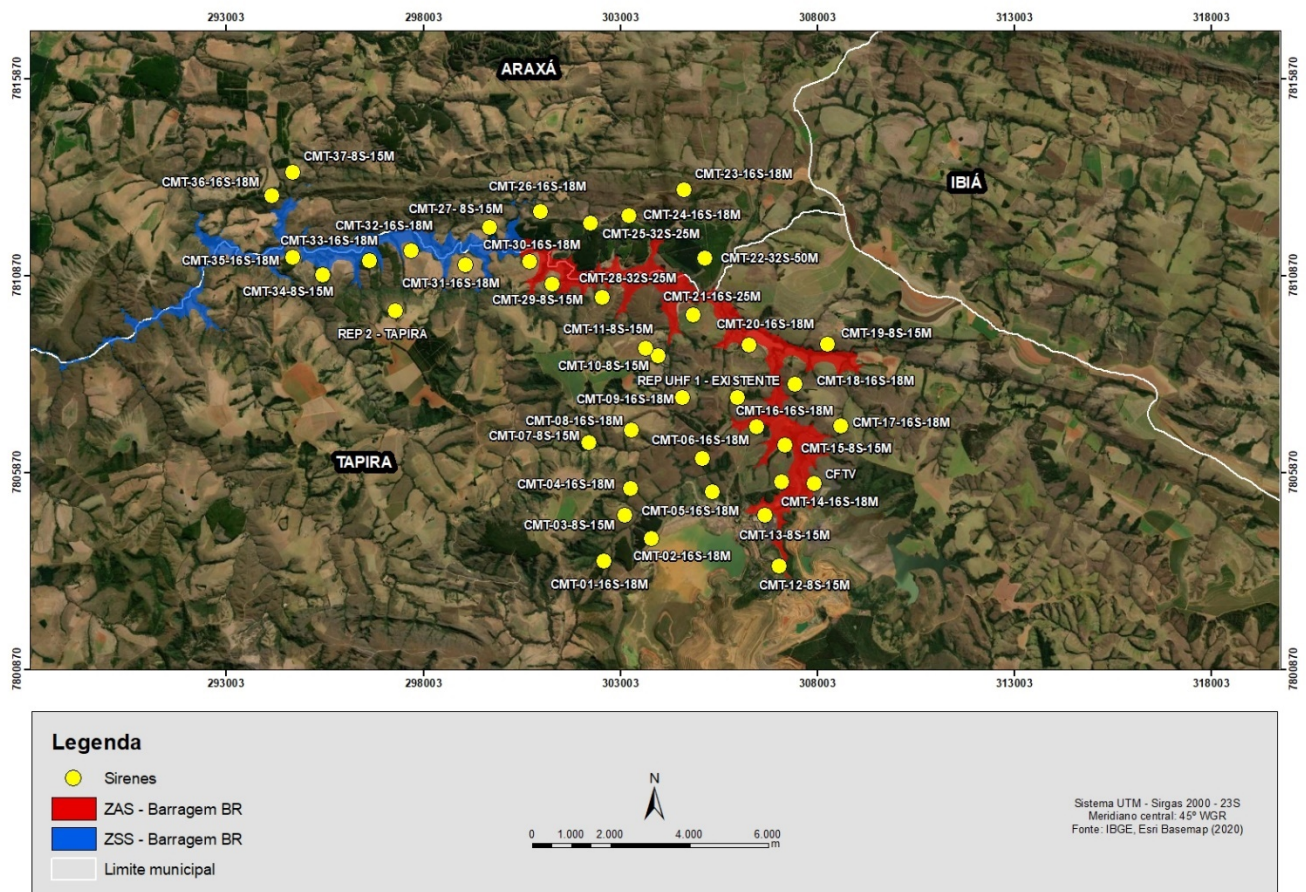 293003 298003 303003 308003 313003 318003
7815870 7815870
ARAXÁ
CMT-37-8S-15M
CMT-36-16S-18M
CMT-23-16S-18M
IBIÁ
CMT-26-16S-18M
CMT-27- 8S-15M
CMT-24-16S-18M
CMT-32-16S-18M
CMT-25-32S-25M
CMT-33-16S-18M
CMT-30-16S-18M
CMT-35-16S-18M
CMT-22-32S-50M
7810870 7810870
CMT-34-8S-15M
CMT-31-16S-18M
CMT-28-32S-25M
CMT-29-8S-15M
CMT-21-16S-25M
REP 2 - TAPIRA
CMT-11-8S-15M
CMT-20-16S-18M
CMT-19-8S-15M
CMT-10-8S-15M
REP UHF 1 - EXISTENTE
CMT-18-16S-18M
CMT-09-16S-18M
CMT-16-16S-18M
CMT-08-16S-18M
CMT-17-16S-18M
CMT-07-8S-15M
CMT-06-16S-18M
CMT-15-8S-15M
TAPIRA
7805870 7805870
CFTV
CMT-04-16S-18M
CMT-14-16S-18M
CMT-05-16S-18M
CMT-03-8S-15M
CMT-13-8S-15M
CMT-02-16S-18M
CMT-01-16S-18M
CMT-12-8S-15M
7800870 7800870
293003 298003 303003 308003 313003 318003
Legenda
Sirenes
ZAS - Barragem BR
ZSS - Barragem BR
Limite municipal
N
0 1.000 2.000 4.000 6.000
m
Sistema UTM - Sirgas 2000 - 23S
Meridiano central: 45º WGR
Fonte: IBGE, Esri Basemap (2020)